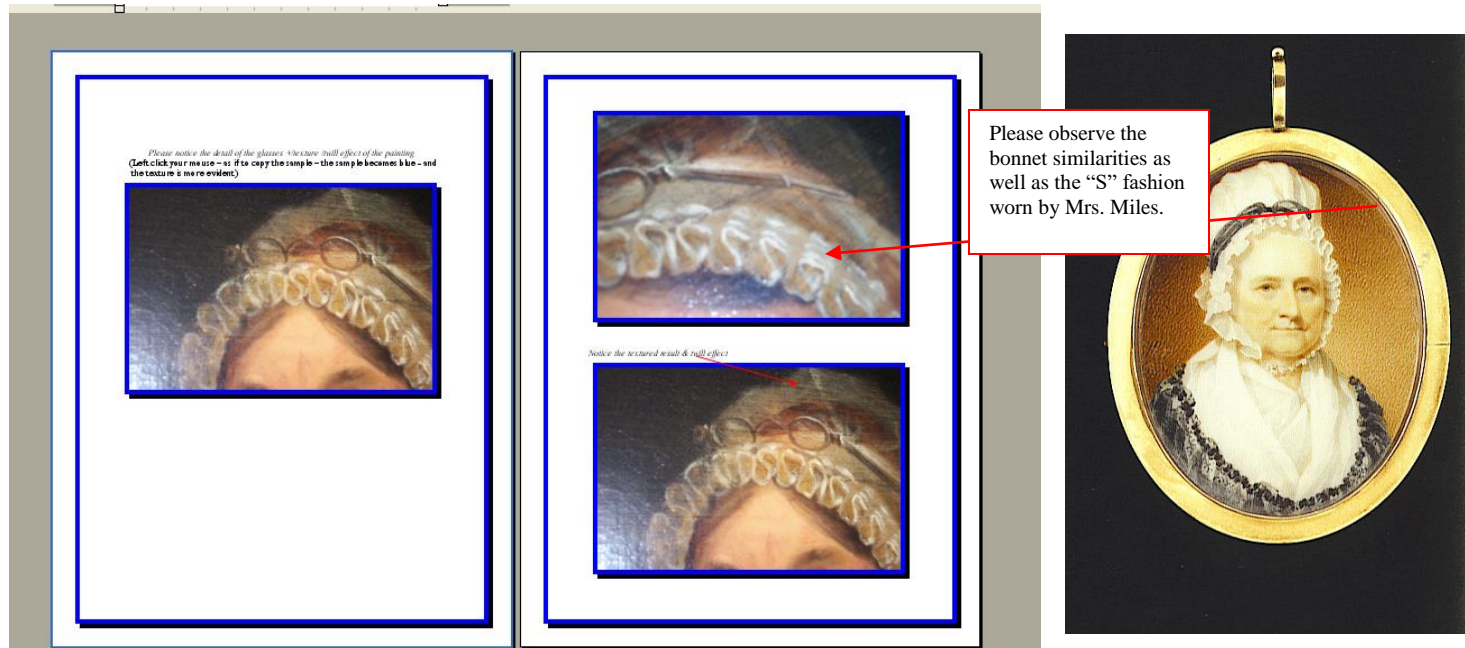 Please notice the detail of the glasses +/texture /twill effect of the painting
(Left click your mouse – as if to copy the sample – the sample becomes blue – and
the texture is more evident)
Please observe the
bonnet similarities as
well as the “S” fashion
worn by Mrs. Miles.
Notice the textured result & twill effect